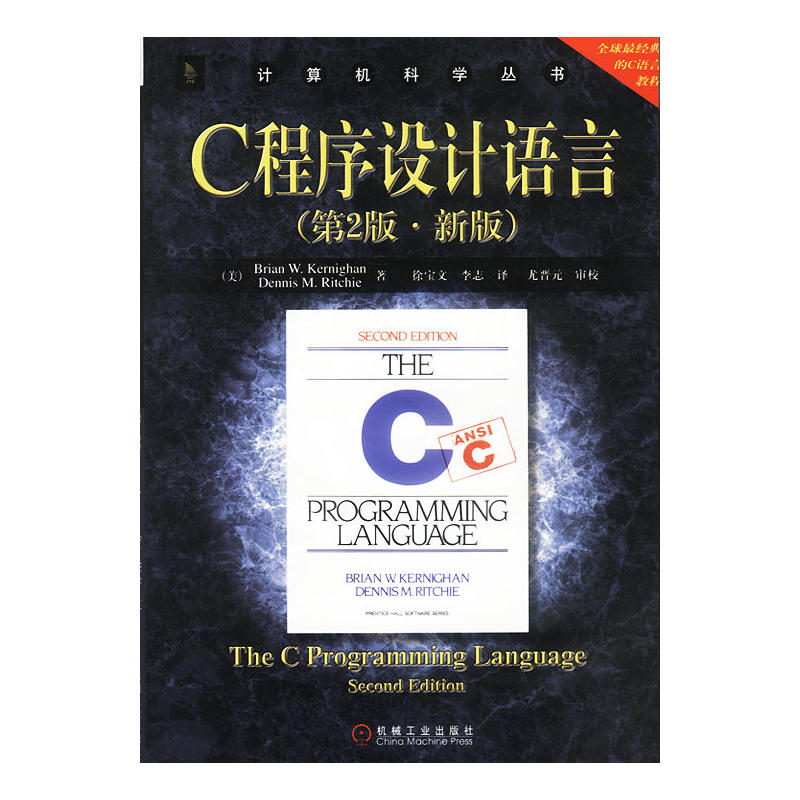 计算机科学丛书
全球最经典
的C语言
教程
C程序设计语言
(第2版·新版)
(美) Brian W. Kernighan
Dennis M. Ritchie 著 徐宝文 李志 译 尤晋元 审校
SECOND EDITION
THE
C
ANSI
C
PROGRAMMING
LANGUAGE
BRIAN W. KERNIGHAN
DENNIS M. RITCHIE
PRENTICE HALL SOFTWARE SERIES
The C Programming Language
Second Edition
机械工业出版社
China Machine Press